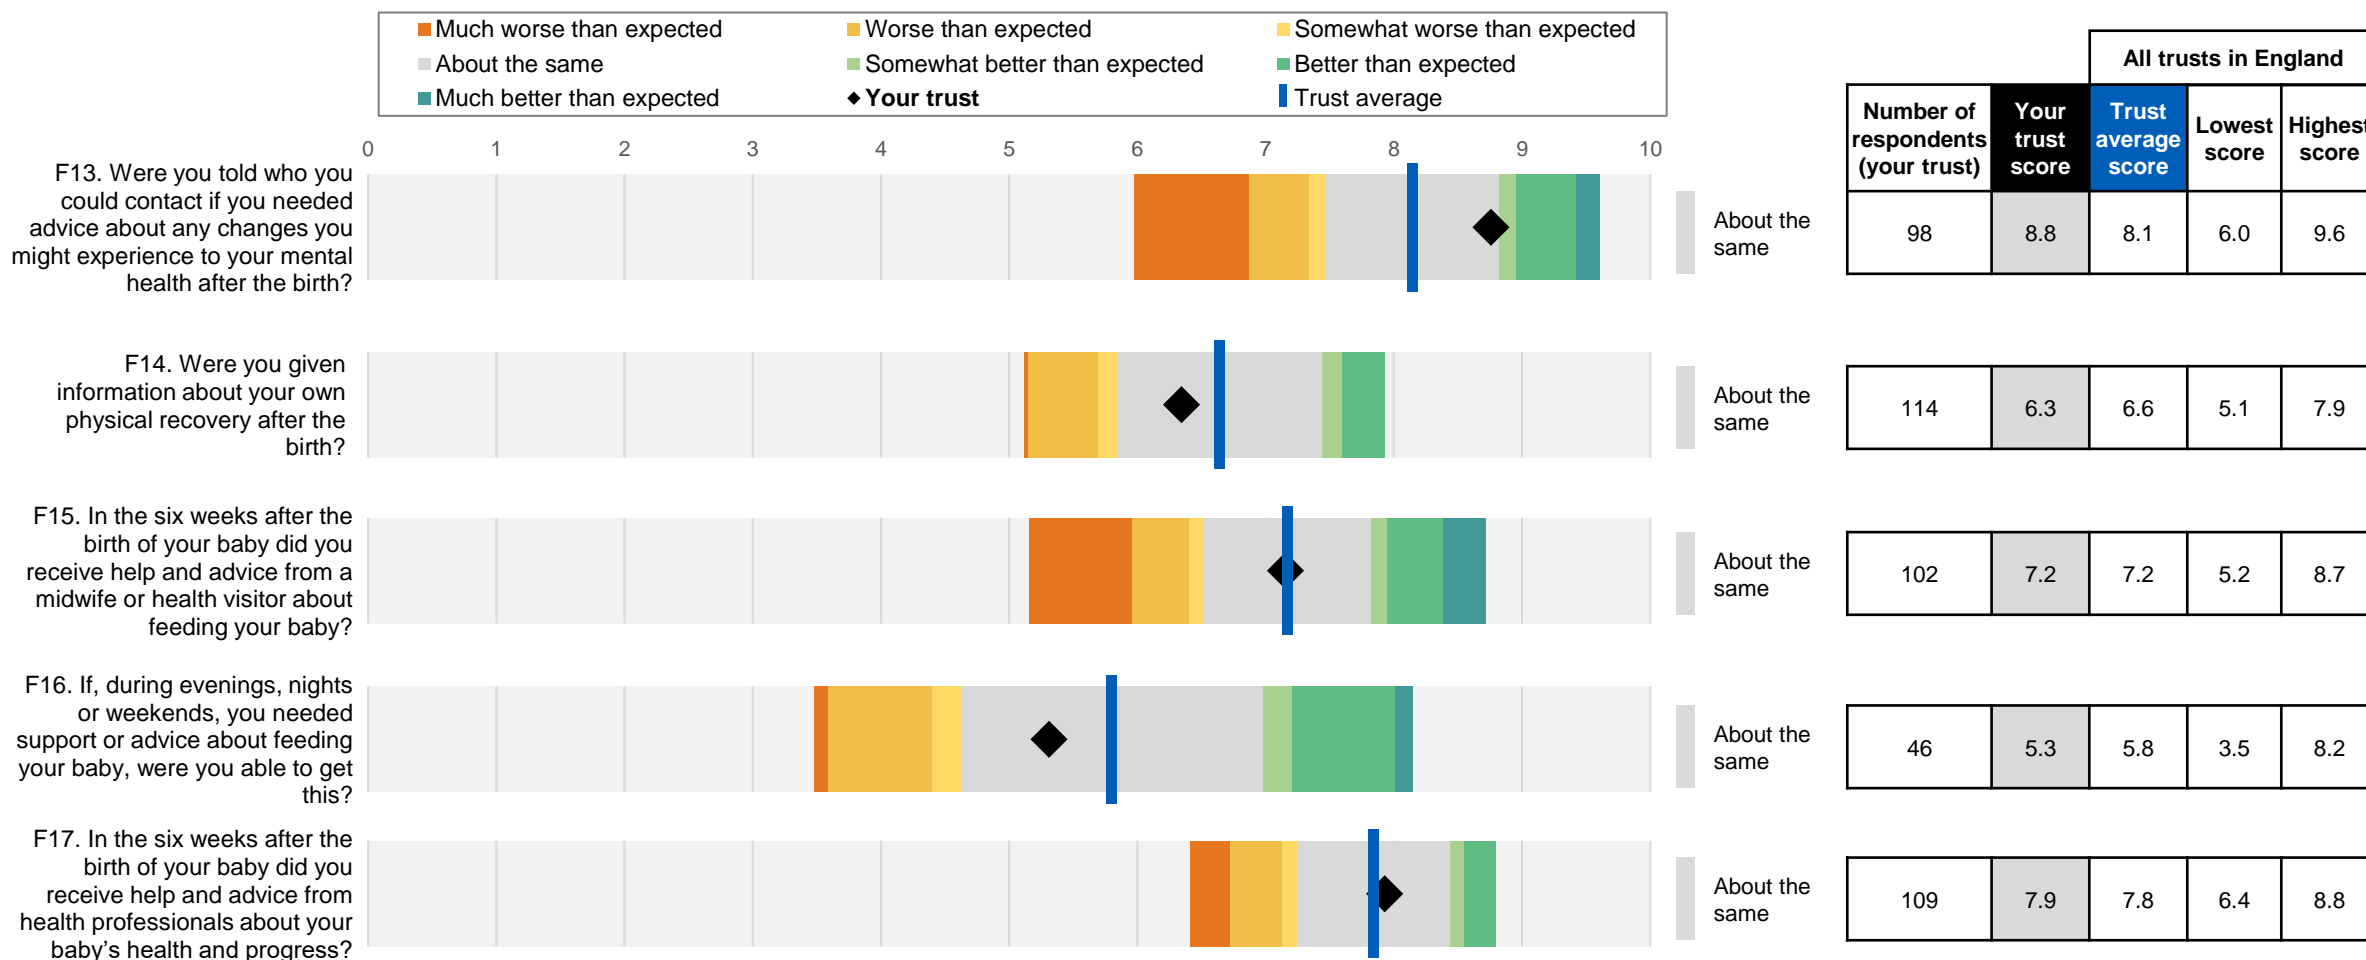 Much worse than expected
Worse than expected
Somewhat worse than expected
About the same
Somewhat better than expected
Better than expected
Much better than expected
Your trust
Trust average
All trusts in England
Number of respondents (your trust)
Your trust score
Trust average score
Lowest score
Highest score
0 1 2 3 4 5 6 7 8 9 10
F13. Were you told who you
could contact if you needed
advice about any changes you
might experience to your mental
health after the birth?
About the
same
98 8.8 8.1 6.0 9.6
F14. Were you given
information about your own
physical recovery after the
birth?
About the
same
114 6.3 6.6 5.1 7.9
F15. In the six weeks after the
birth of your baby did you
receive help and advice from a
midwife or health visitor about
feeding your baby?
About the
same
102 7.2 7.2 5.2 8.7
F16. If, during evenings, nights
or weekends, you needed
support or advice about feeding
your baby, were you able to get
this?
About the
same
46 5.3 5.8 3.5 8.2
F17. In the six weeks after the
birth of your baby did you
receive help and advice from
health professionals about your
baby’s health and progress?
About the
same
109 7.9 7.8 6.4 8.8